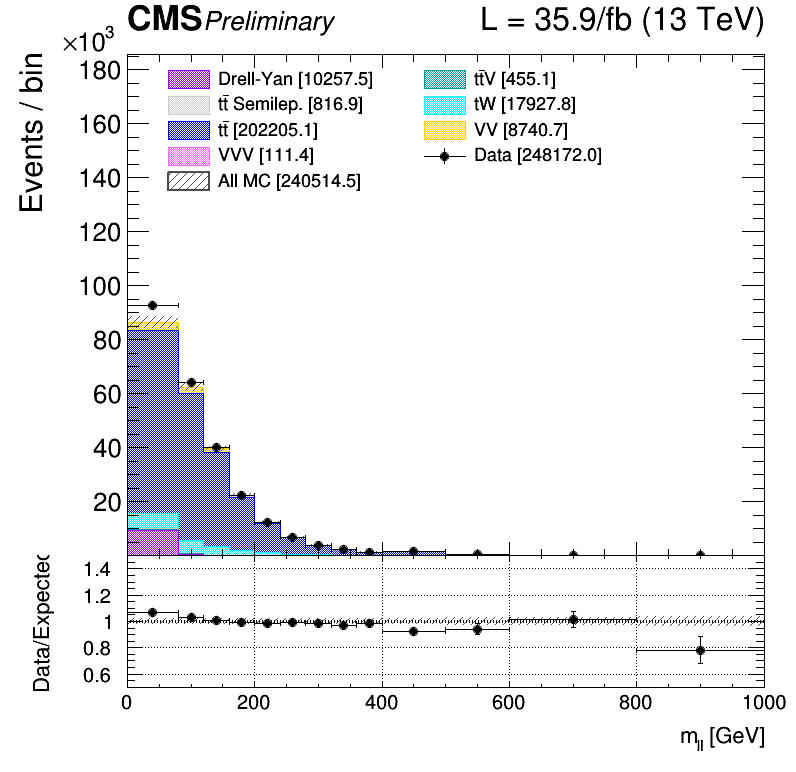 CMS Preliminary L = 35.9/fb (13 TeV)
×10³
Events / bin
180
160
140
120
100
80
60
40
20
Drell-Yan [10257.5]
tt̄ Semilep. [816.9]
tt̄ [202205.1]
VVV [111.4]
All MC [240514.5]
tt̄V [455.1]
tW [17927.8]
VV [8740.7]
Data [248172.0]
Data/Expected
1.4
1.2
1
0.8
0.6
0 200 400 600 800 1000
m_ll [GeV]